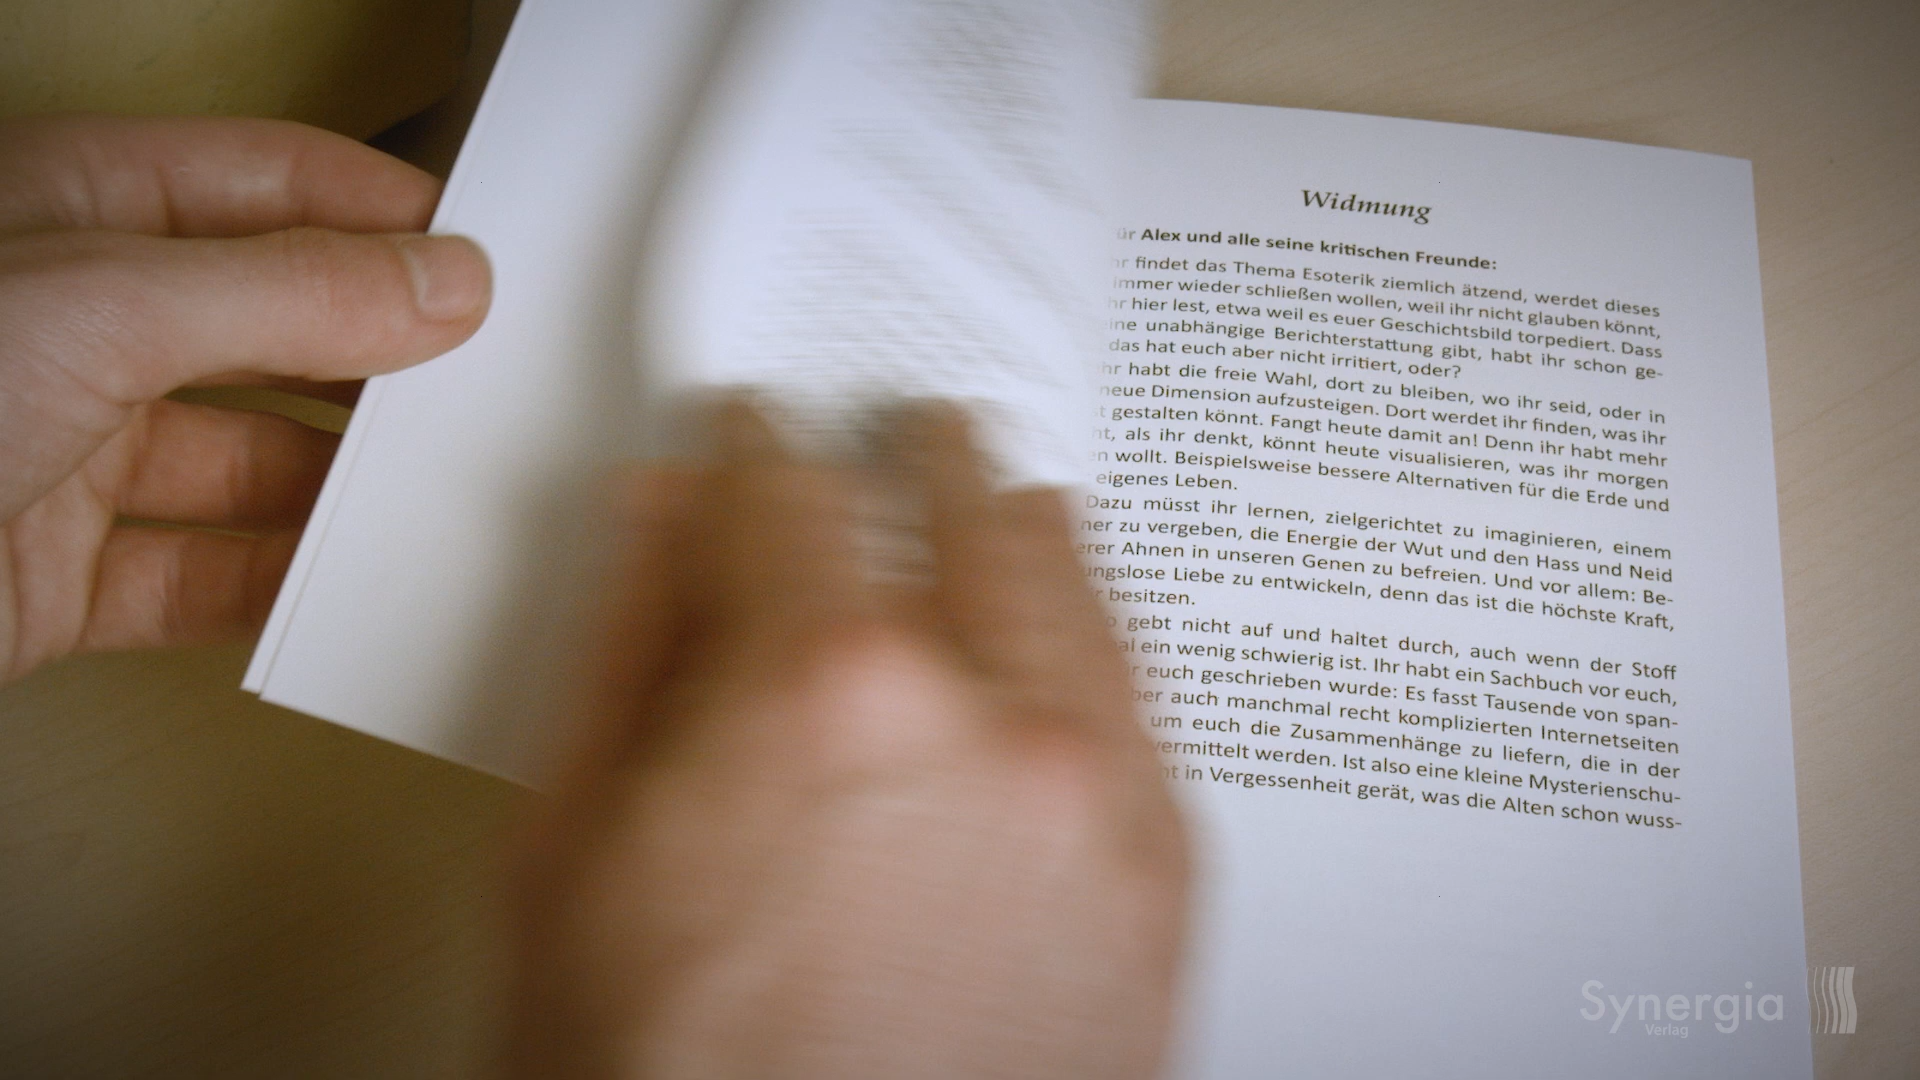 Widmung
Alex und alle seine kritischen Freunde:
findet das Thema Esoterik ziemlich ätzend, werdet dieses
immer wieder schließen wollen, weil ihr nicht glauben könnt,
hier lest, etwa weil es euer Geschichtsbild torpediert. Dass
unabhängige Berichterstattung gibt, habt ihr schon ge-
das hat euch aber nicht irritiert, oder?
habt die freie Wahl, dort zu bleiben, wo ihr seid, oder in
neue Dimension aufzusteigen. Dort werdet ihr finden, was ihr
gestalten könnt. Fangt heute damit an! Denn ihr habt mehr
als ihr denkt, könnt heute visualisieren, was ihr morgen
wollt. Beispielsweise bessere Alternativen für die Erde und
eigenes Leben.
Dazu müsst ihr lernen, zielgerichtet zu imaginieren, einem
zu vergeben, die Energie der Wut und den Hass und Neid
Ahnen in unseren Genen zu befreien. Und vor allem: Be-
ungslose Liebe zu entwickeln, denn das ist die höchste Kraft,
besitzen.
gebt nicht auf und haltet durch, auch wenn der Stoff
ein wenig schwierig ist. Ihr habt ein Sachbuch vor euch,
euch geschrieben wurde: Es fasst Tausende von span-
auch manchmal recht komplizierten Internetseiten
um euch die Zusammenhänge zu liefern, die in der
vermittelt werden. Ist also eine kleine Mysterienschu-
in Vergessenheit gerät, was die Alten schon wuss-
Synergia
Verlag